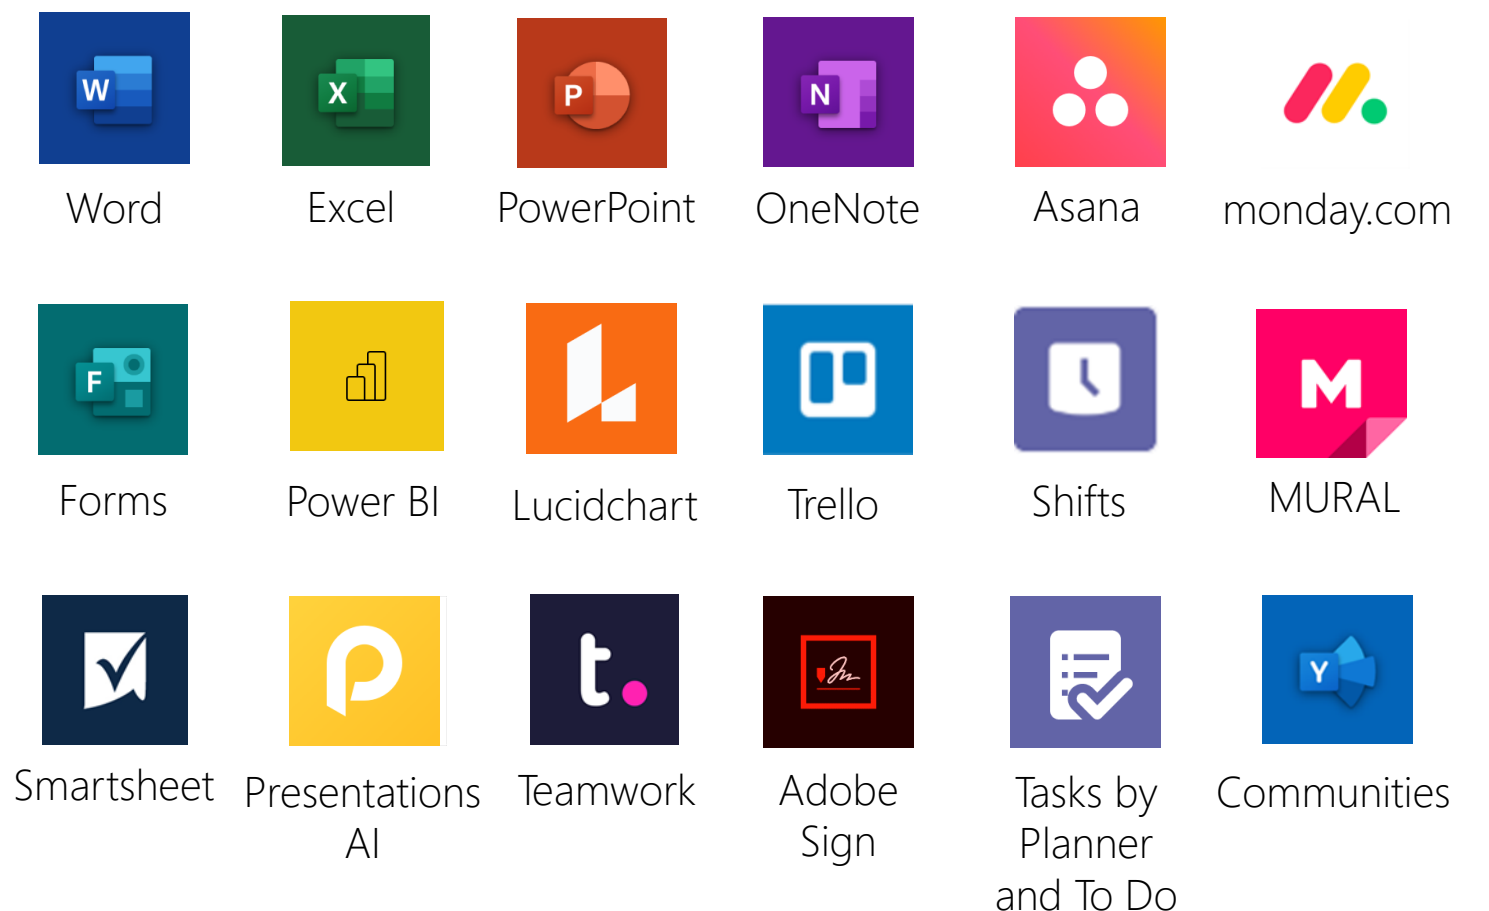 W
X
P
N
Word
Excel
PowerPoint
OneNote
Asana
monday.com
F
M
Forms
Power BI
Lucidchart
Trello
Shifts
MURAL
t.
Y
Smartsheet
Presentations
AI
Teamwork
Adobe
Sign
Tasks by
Planner
and To Do
Communities